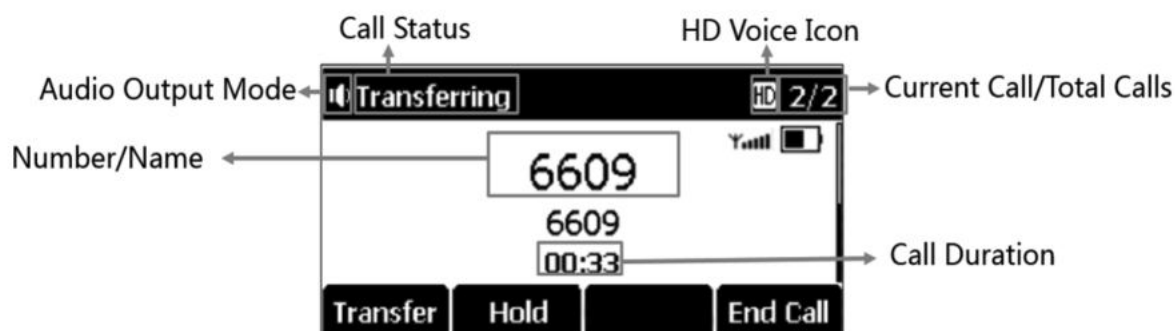 Call Status
HD Voice Icon
Audio Output Mode
Transferring
HD 2/2
Current Call/Total Calls
Number/Name
6609
6609
00:33
Call Duration
Transfer
Hold
End Call